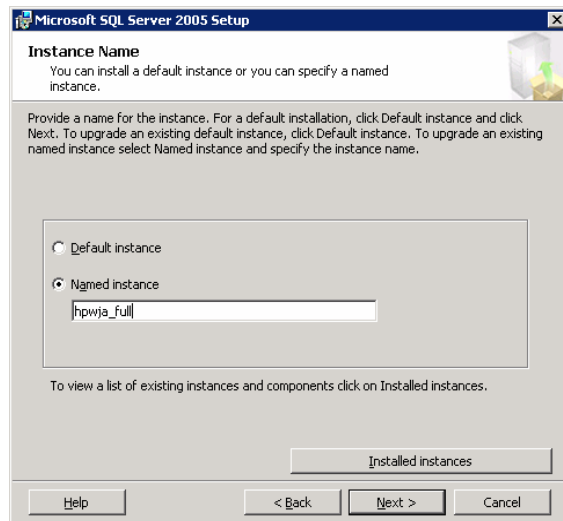 Microsoft SQL Server 2005 Setup
Instance Name
You can install a default instance or you can specify a named
instance.
Provide a name for the instance. For a default installation, click Default instance and click
Next. To upgrade an existing default instance, click Default instance. To upgrade an existing
named instance select Named instance and specify the instance name.
Default instance
Named instance
hpwja_full
To view a list of existing instances and components click on Installed instances.
Installed instances
Help
< Back
Next >
Cancel